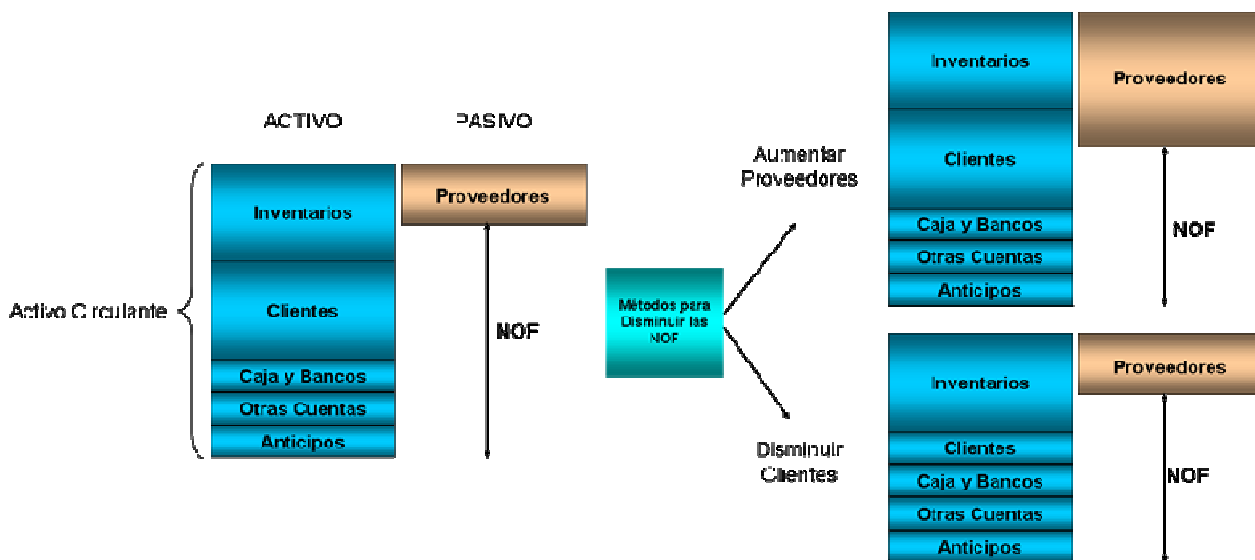 ACTIVO
PASIVO
Activo Circulante
Inventarios
Clientes
Caja y Bancos
Otras Cuentas
Anticipos
Proveedores
NOF
Métodos para
Disminuir las
NOF
Aumentar
Proveedores
Inventarios
Clientes
Caja y Bancos
Otras Cuentas
Anticipos
Proveedores
NOF
Disminuir
Clientes
Inventarios
Clientes
Caja y Bancos
Otras Cuentas
Anticipos
Proveedores
NOF